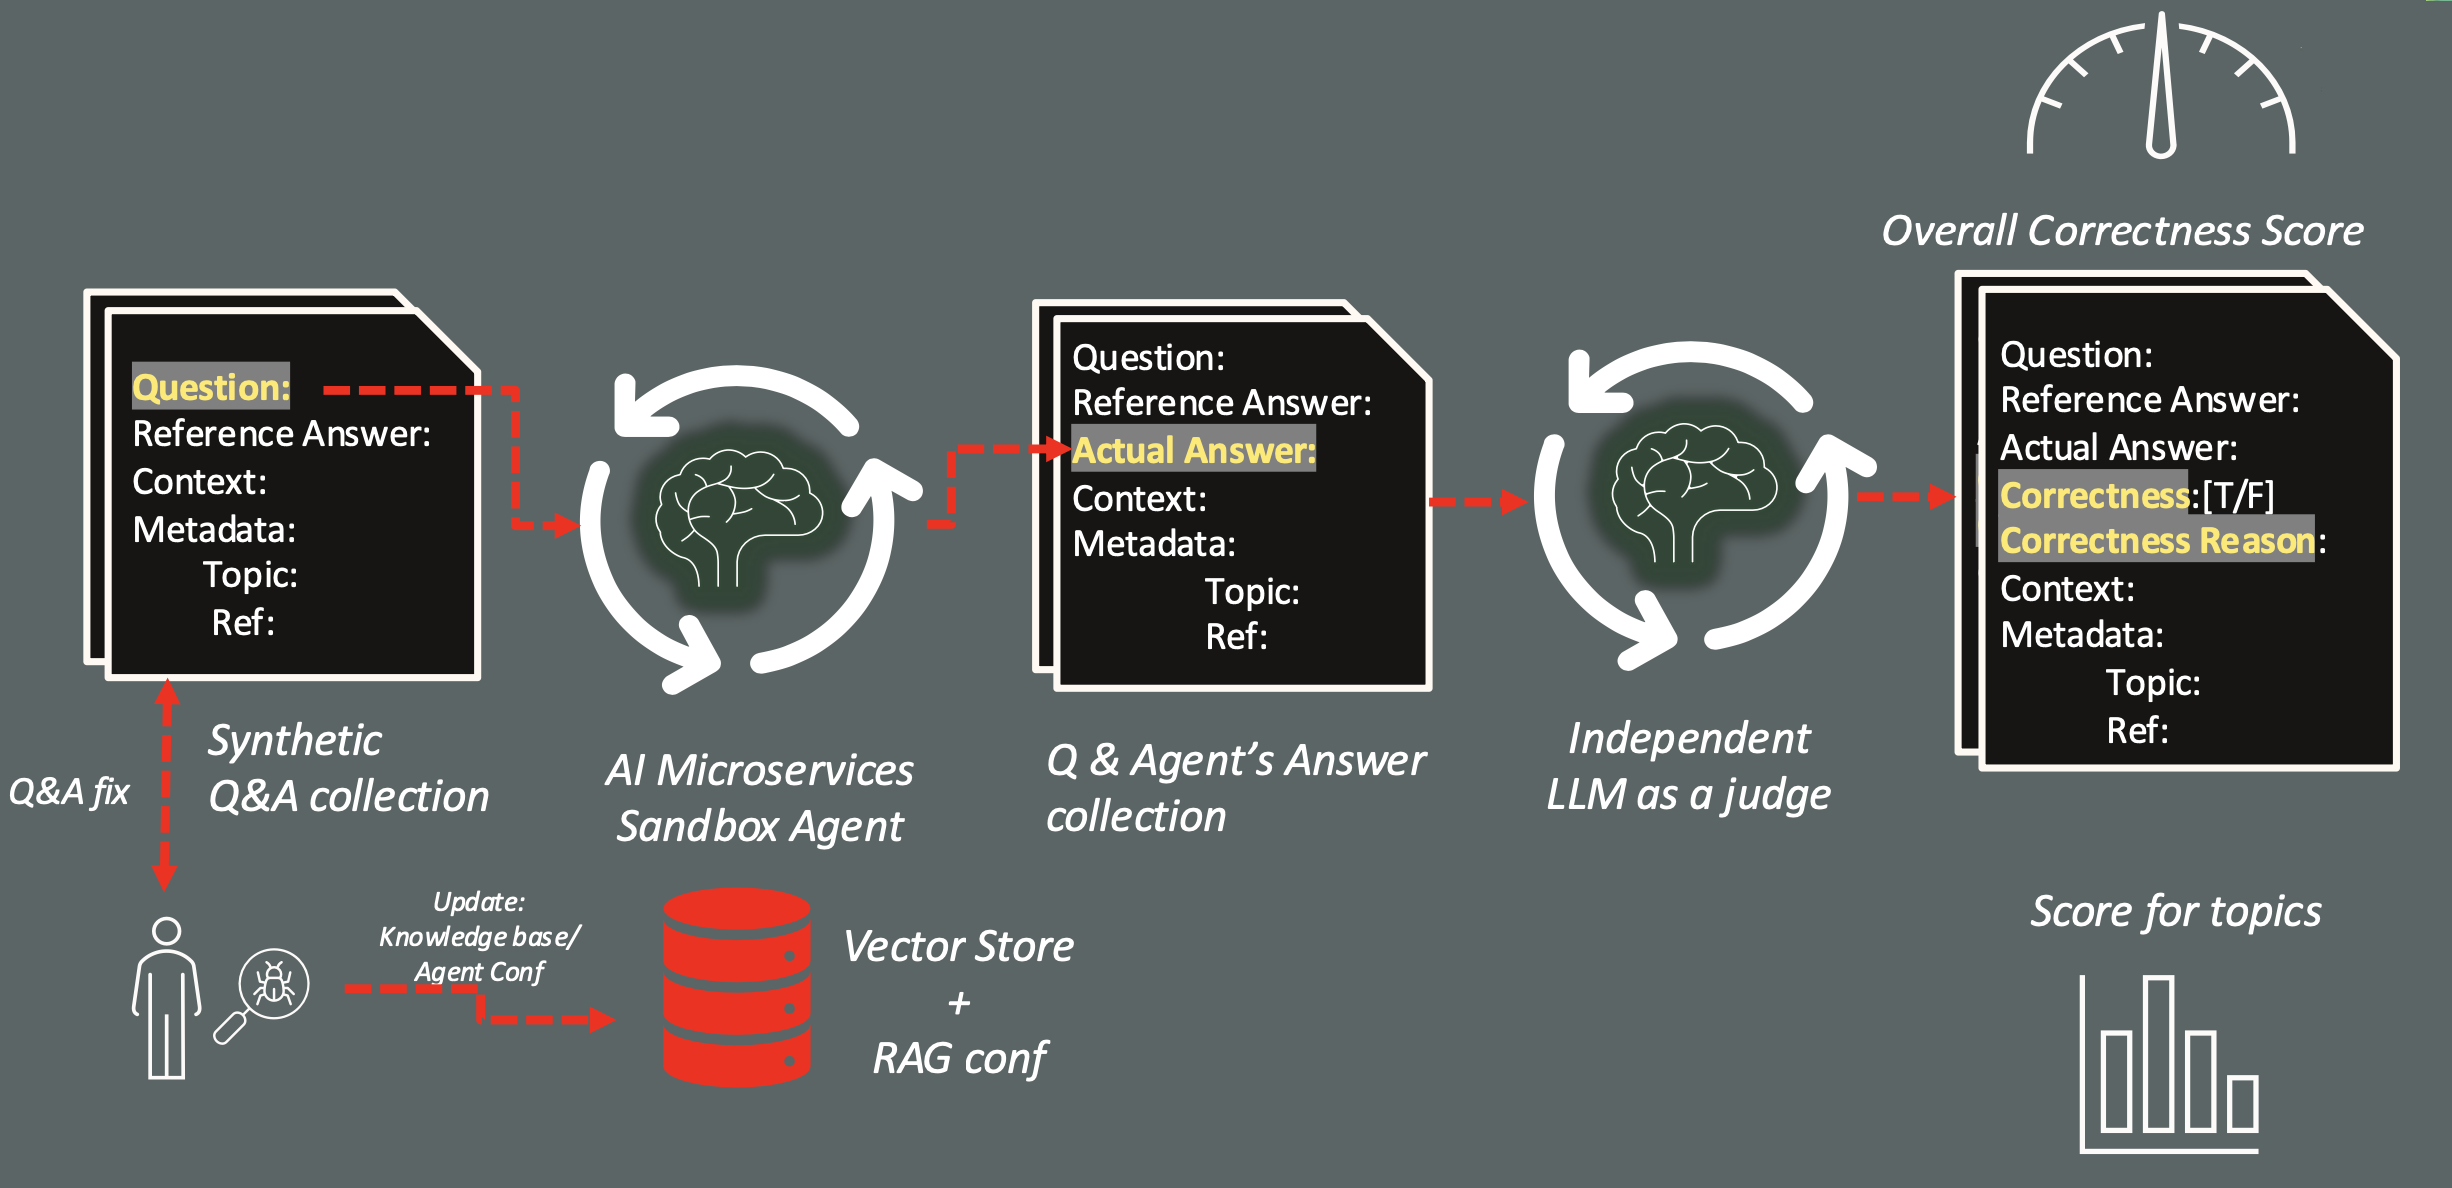 Overall Correctness Score
Question:
Reference Answer:
Context:
Metadata:
Topic:
Ref:
Synthetic
Q&A collection
Q&A fix
AI Microservices
Sandbox Agent
Question:
Reference Answer:
Actual Answer:
Context:
Metadata:
Topic:
Ref:
Q & Agent’s Answer
collection
Independent
LLM as a judge
Question:
Reference Answer:
Actual Answer:
Correctness:[T/F]
Correctness Reason:
Context:
Metadata:
Topic:
Ref:
Update:
Knowledge base/
Agent Conf
Vector Store
+
RAG conf
Score for topics